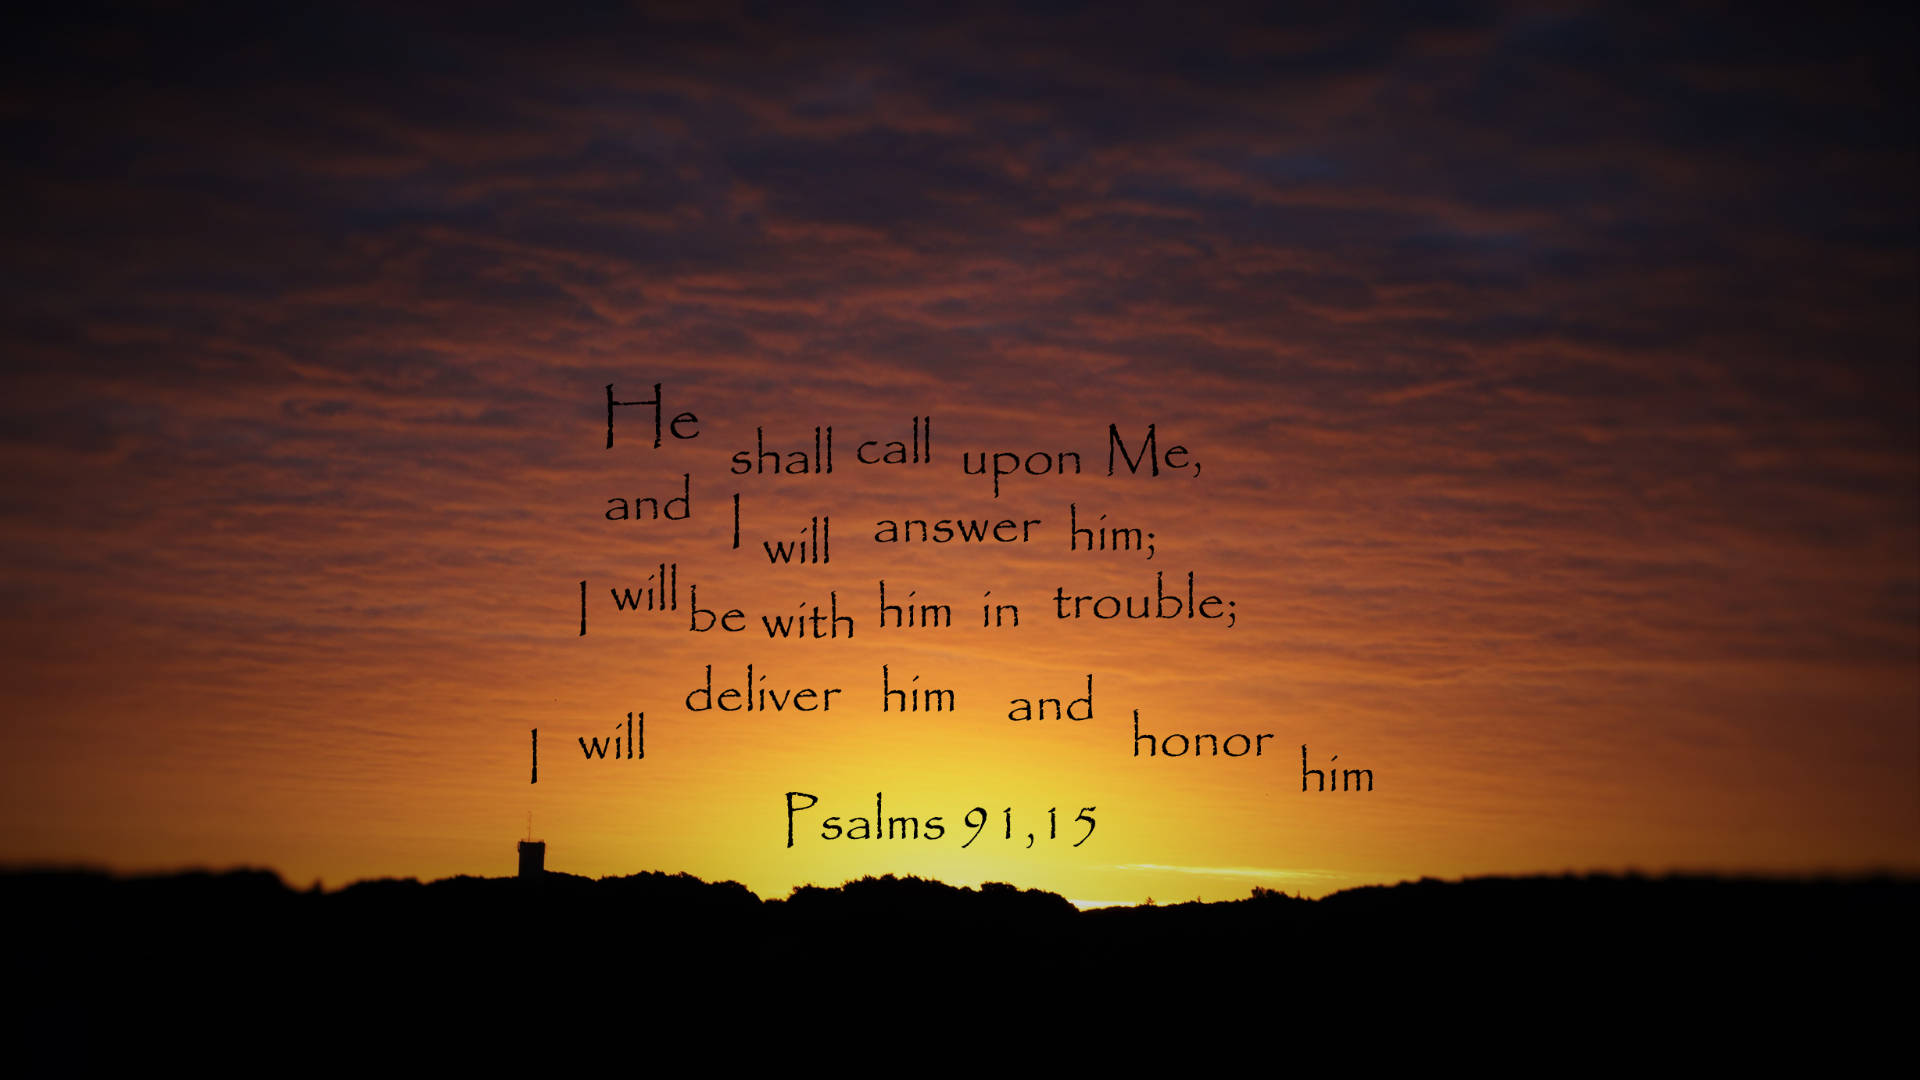 He shall call upon Me,
and I will answer him;
I will be with him in trouble;
I will deliver him and honor him
Psalms 91,15